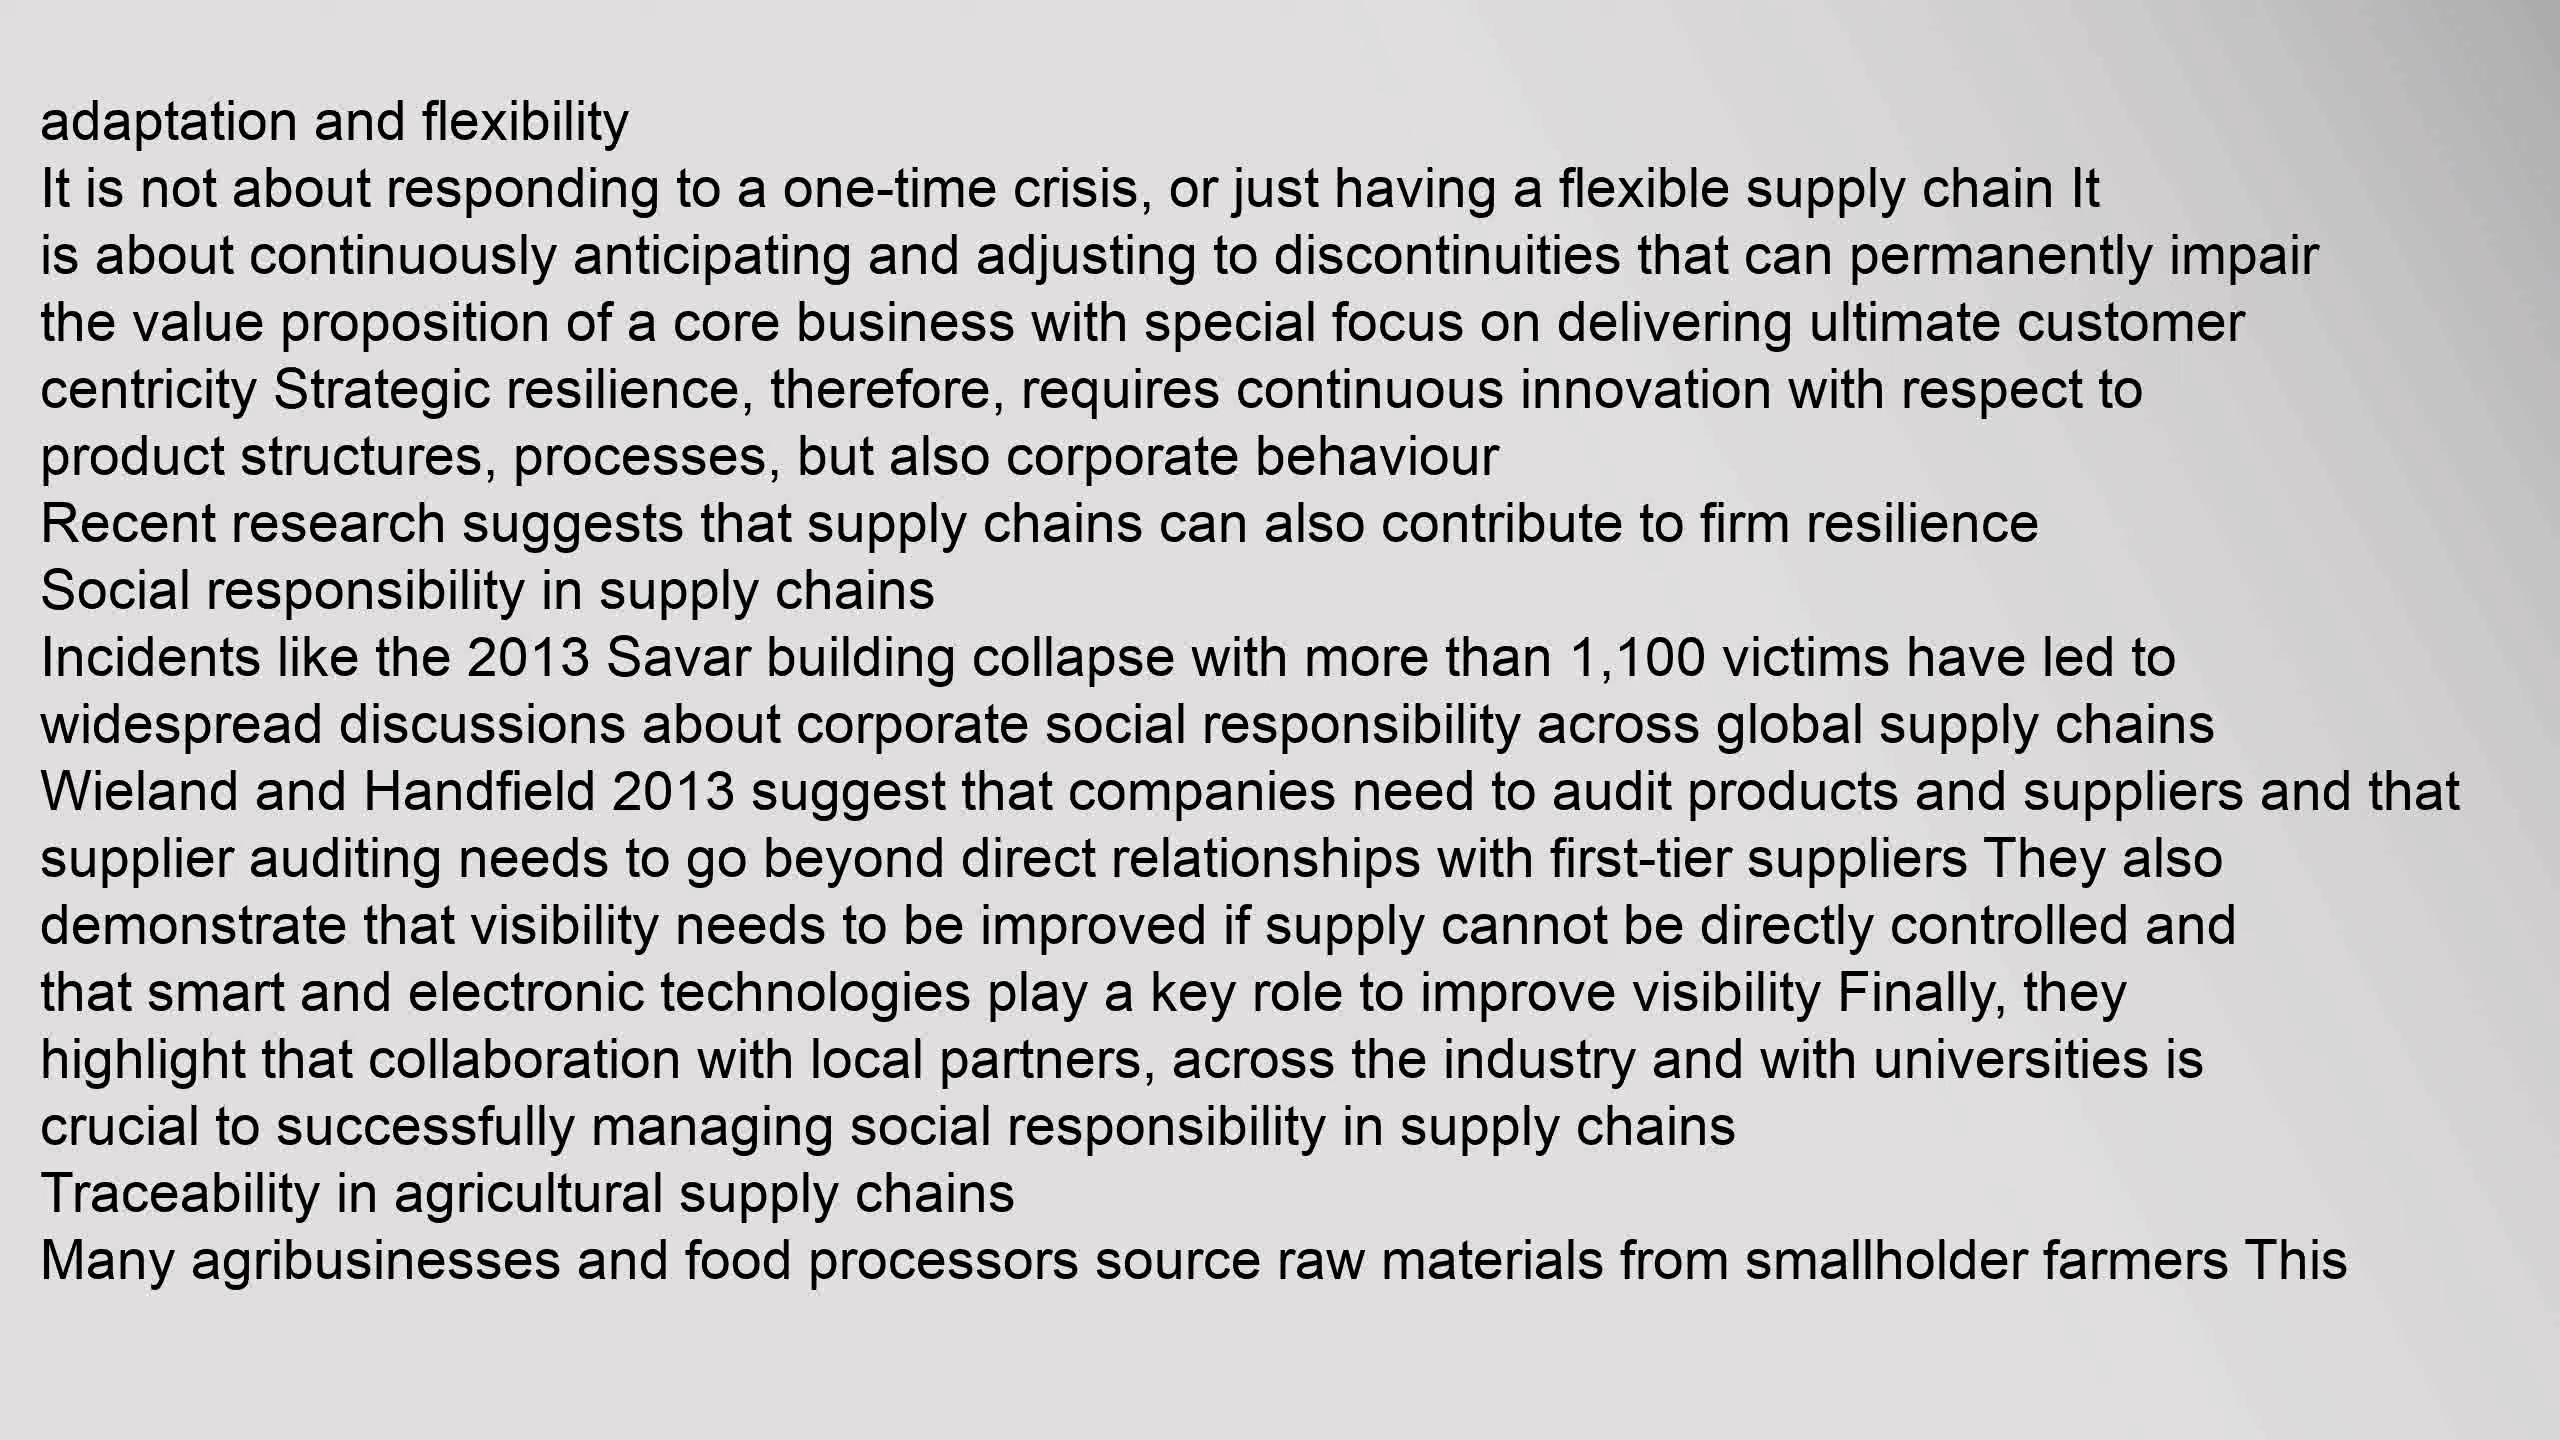 adaptation and flexibility
It is not about responding to a one-time crisis, or just having a flexible supply chain It
is about continuously anticipating and adjusting to discontinuities that can permanently impair
the value proposition of a core business with special focus on delivering ultimate customer
centricity Strategic resilience, therefore, requires continuous innovation with respect to
product structures, processes, but also corporate behaviour
Recent research suggests that supply chains can also contribute to firm resilience
Social responsibility in supply chains
Incidents like the 2013 Savar building collapse with more than 1,100 victims have led to
widespread discussions about corporate social responsibility across global supply chains
Wieland and Handfield 2013 suggest that companies need to audit products and suppliers and that
supplier auditing needs to go beyond direct relationships with first-tier suppliers They also
demonstrate that visibility needs to be improved if supply cannot be directly controlled and
that smart and electronic technologies play a key role to improve visibility Finally, they
highlight that collaboration with local partners, across the industry and with universities is
crucial to successfully managing social responsibility in supply chains
Traceability in agricultural supply chains
Many agribusinesses and food processors source raw materials from smallholder farmers This